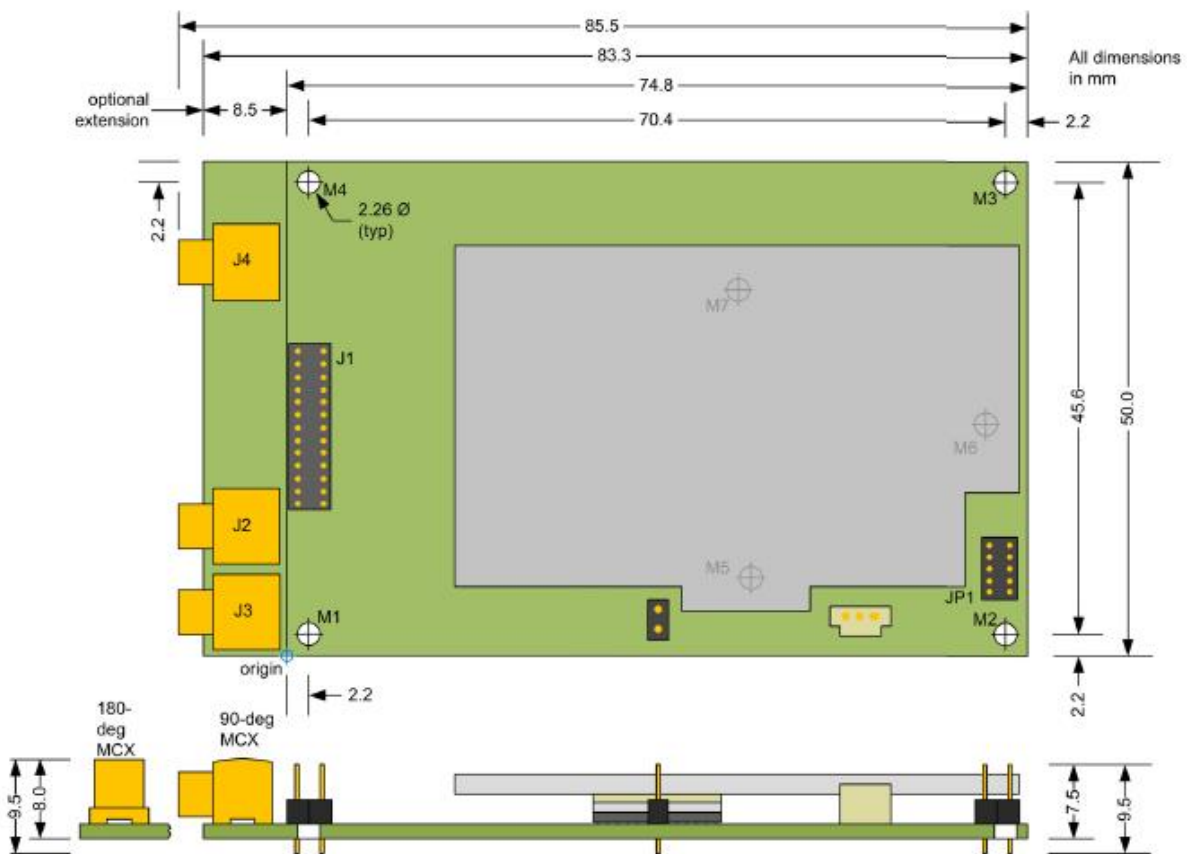 85.5
83.3
All dimensions
in mm
74.8
optional
extension
8.5
70.4
2.2
M4
M3
2.26 Ø
(typ)
2.2
J4
M7
J1
45.6
50.0
M6
J2
M5
J3
JP1
M1
M2
origin
2.2
2.2
180-
deg
MCX
90-deg
MCX
9.5
8.0
7.5
9.5